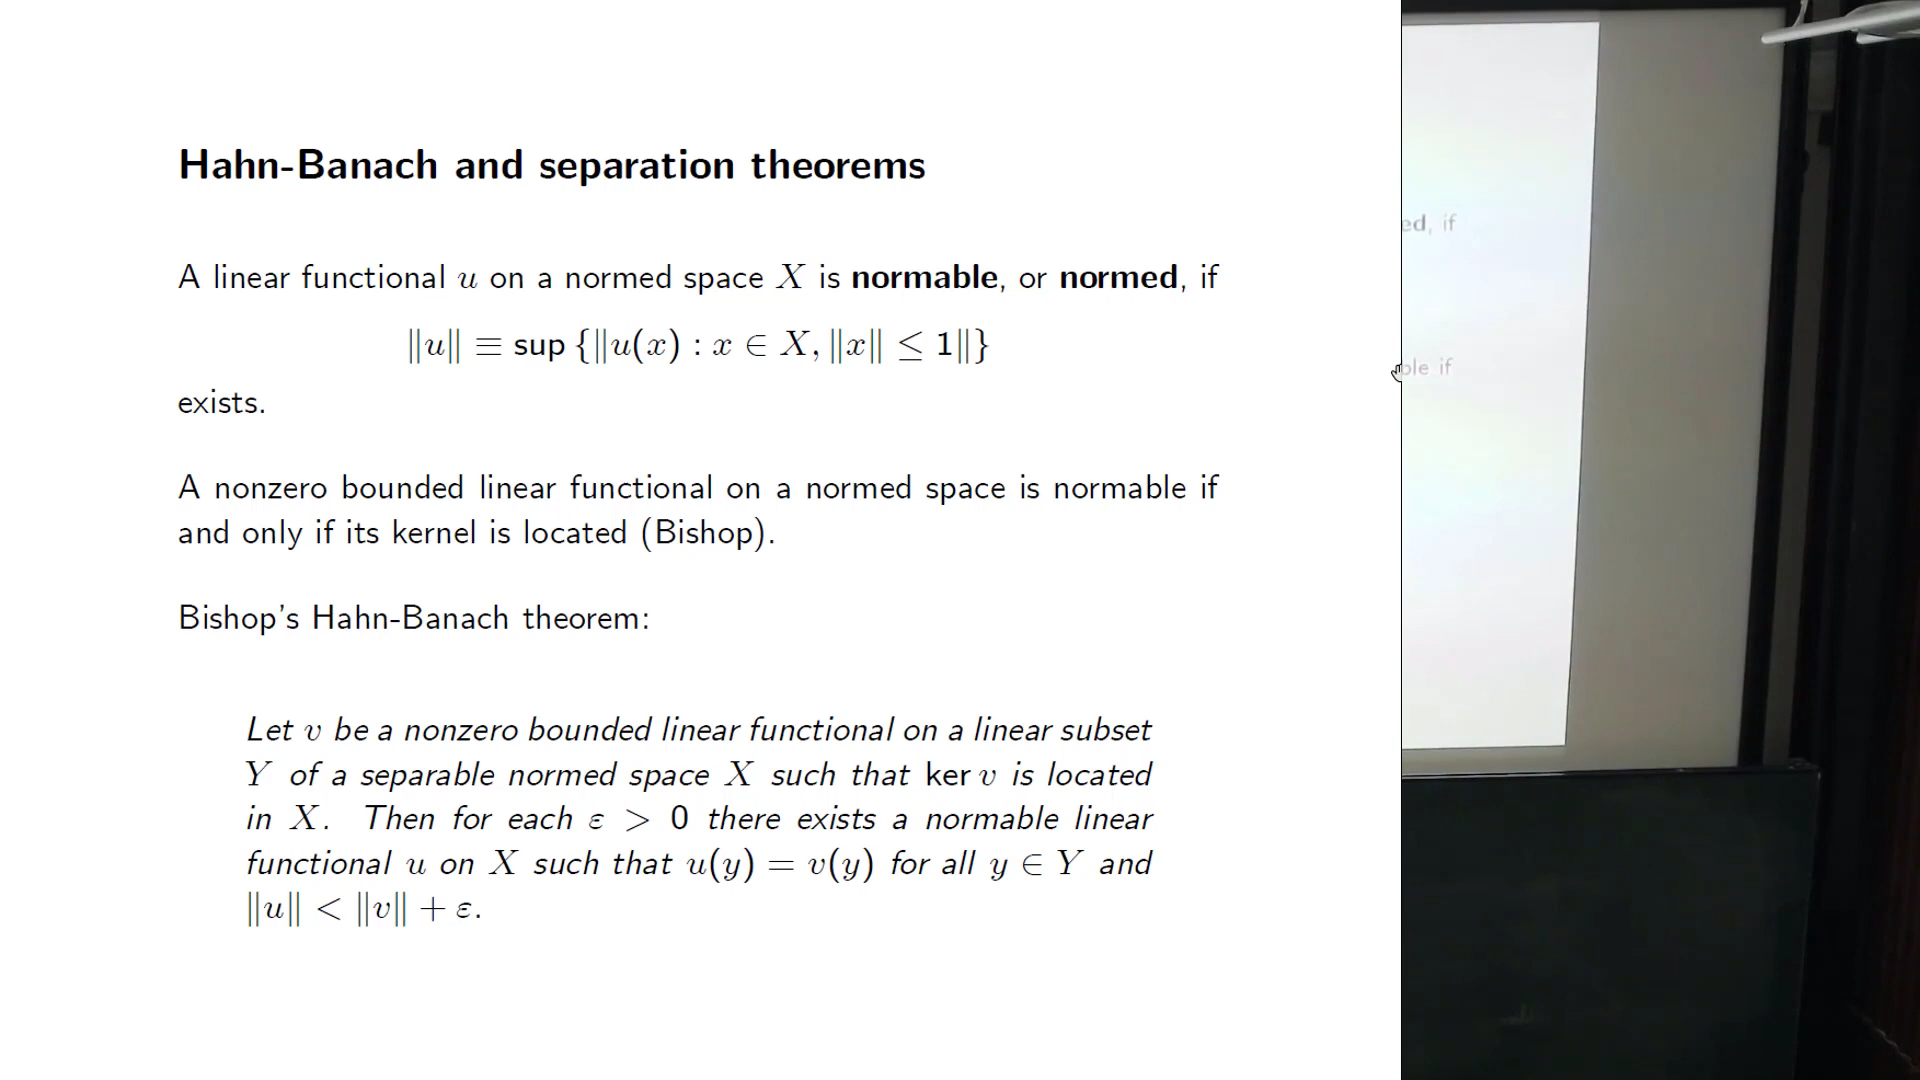 Hahn-Banach and separation theorems
A linear functional u on a normed space X is normable, or normed, if
‖u‖ ≡ sup {‖u(x) : x ∈ X, ‖x‖ ≤ 1‖}
exists.
A nonzero bounded linear functional on a normed space is normable if
and only if its kernel is located (Bishop).
Bishop's Hahn-Banach theorem:
Let v be a nonzero bounded linear functional on a linear subset
Y of a separable normed space X such that ker v is located
in X. Then for each ε > 0 there exists a normable linear
functional u on X such that u(y) = v(y) for all y ∈ Y and
‖u‖ < ‖v‖ + ε.
ed, if
ble if